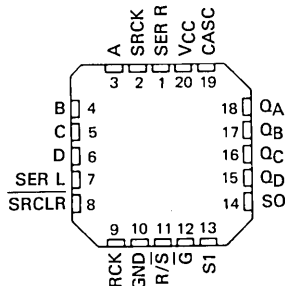 A SRCK SER R VCC CASC
3 2 1 20 19
B 4
C 5
D 6
SER L 7
SRCLR 8
18 QA
17 QB
16 QC
15 QD
14 SO
9 10 11 12 13
RCK GND R/S G S1